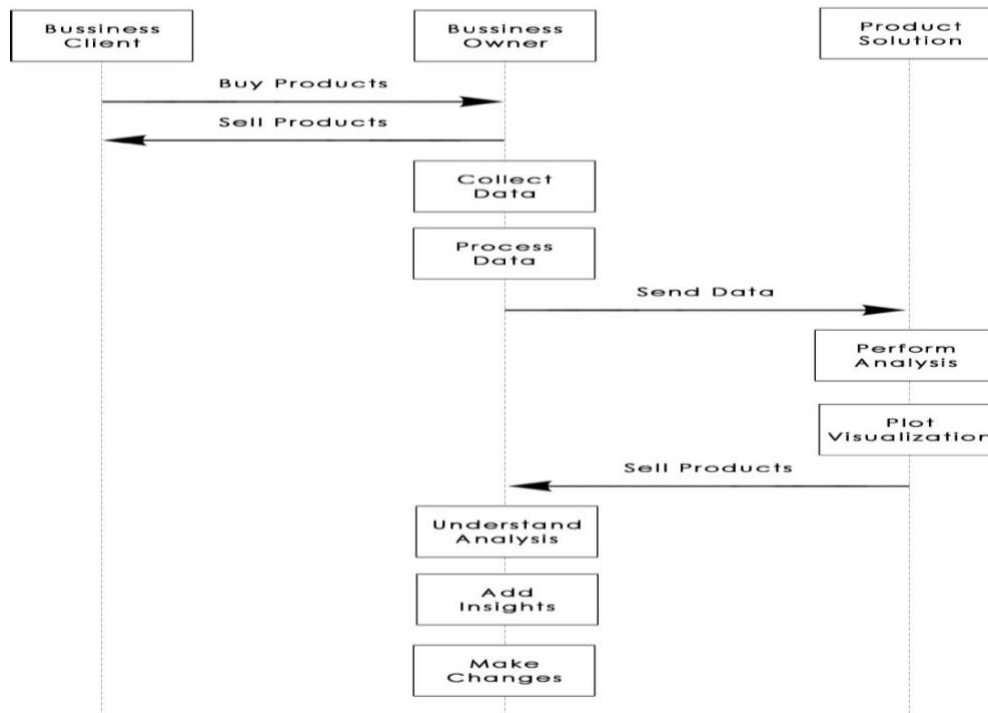 Bussiness
Client
Bussiness
Owner
Product
Solution
Buy Products
Sell Products
Collect
Data
Process
Data
Send Data
Perform
Analysis
Plot
Visualization
Sell Products
Understand
Analysis
Add
Insights
Make
Changes